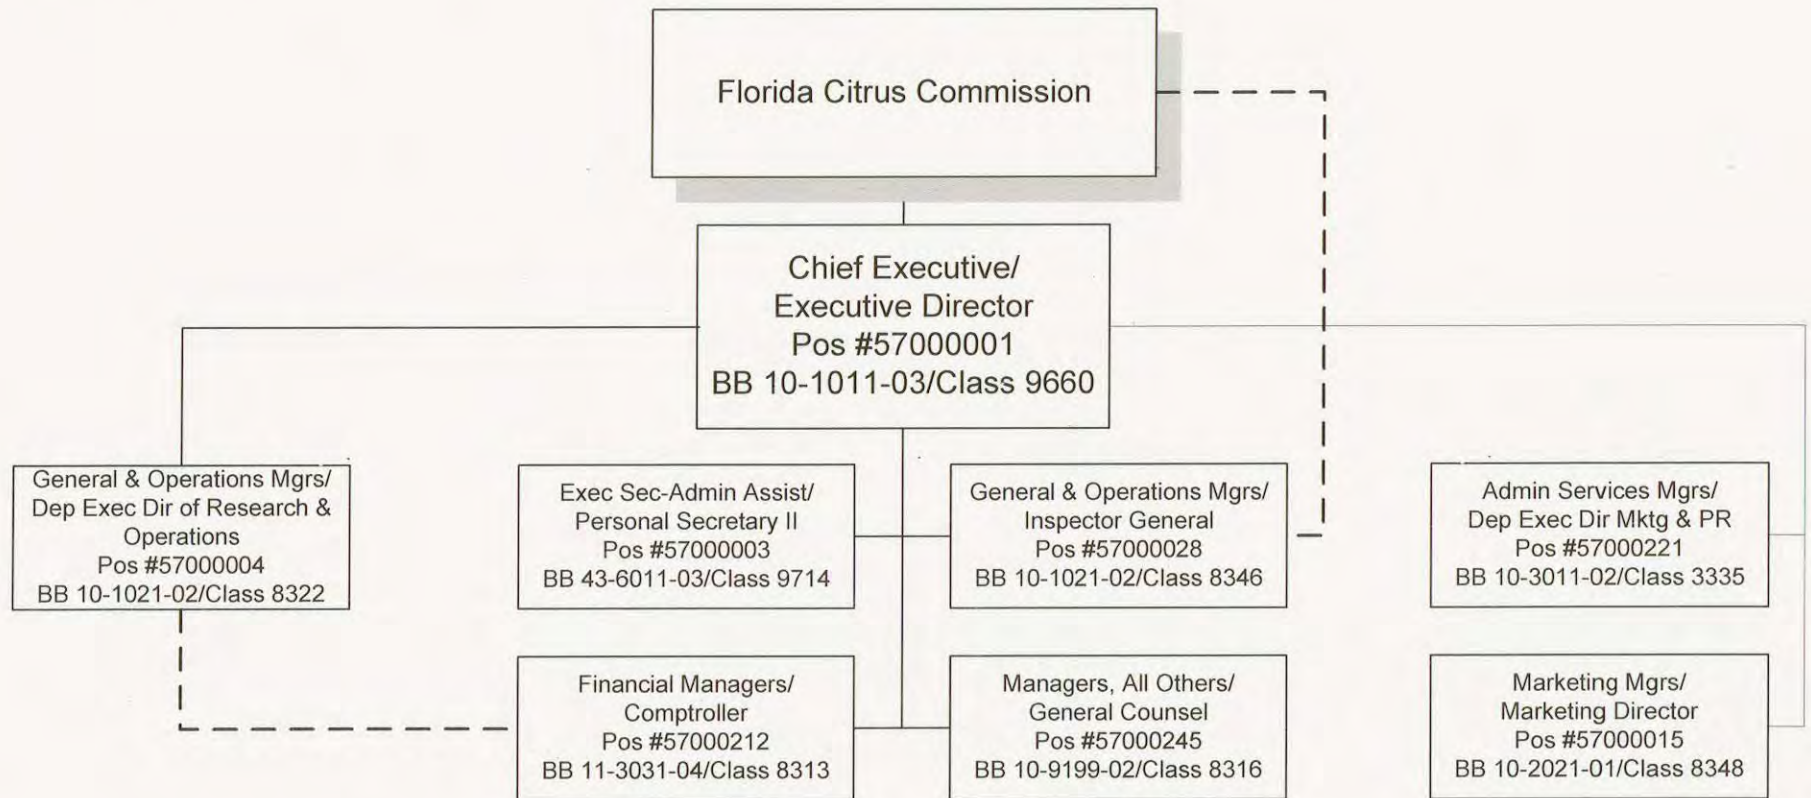 Florida Citrus Commission
Chief Executive/
Executive Director
Pos #57000001
BB 10-1011-03/Class 9660
General & Operations Mgrs/
Dep Exec Dir of Research &
Operations
Pos #57000004
BB 10-1021-02/Class 8322
Exec Sec-Admin Assist/
Personal Secretary II
Pos #57000003
BB 43-6011-03/Class 9714
General & Operations Mgrs/
Inspector General
Pos #57000028
BB 10-1021-02/Class 8346
Admin Services Mgrs/
Dep Exec Dir Mktg & PR
Pos #57000221
BB 10-3011-02/Class 3335
Financial Managers/
Comptroller
Pos #57000212
BB 11-3031-04/Class 8313
Managers, All Others/
General Counsel
Pos #57000245
BB 10-9199-02/Class 8316
Marketing Mgrs/
Marketing Director
Pos #57000015
BB 10-2021-01/Class 8348